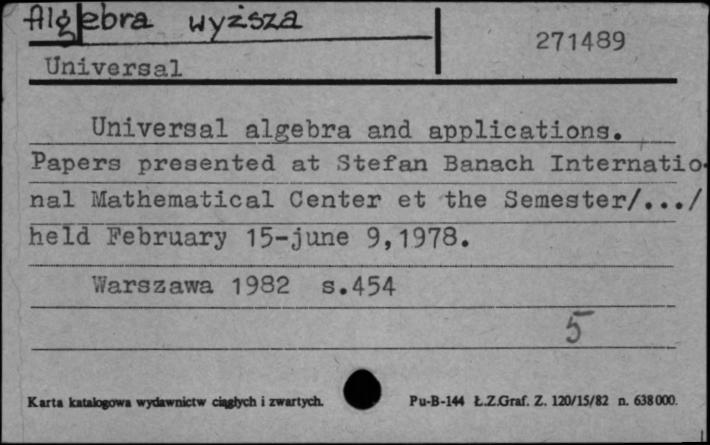 Algebra wyższa
271489
Universal
Universal algebra and applications.
Papers presented at Stefan Banach Internatio-
nal Mathematical Center et the Semester/.../
held February 15-june 9,1978.
Warszawa 1982 s.454
5
Karta katalogowa wydawnictw ciągłych i zwartych.
Pu-B-144 Ł.Z.Graf. Z. 120/15/82 n. 638000.